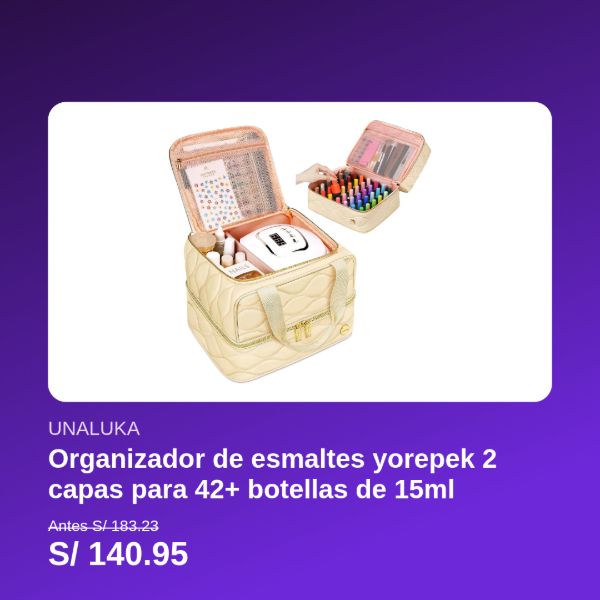 UNALUKA
Organizador de esmaltes yorepek 2
capas para 42+ botellas de 15ml
Antes S/ 183.23
S/ 140.95